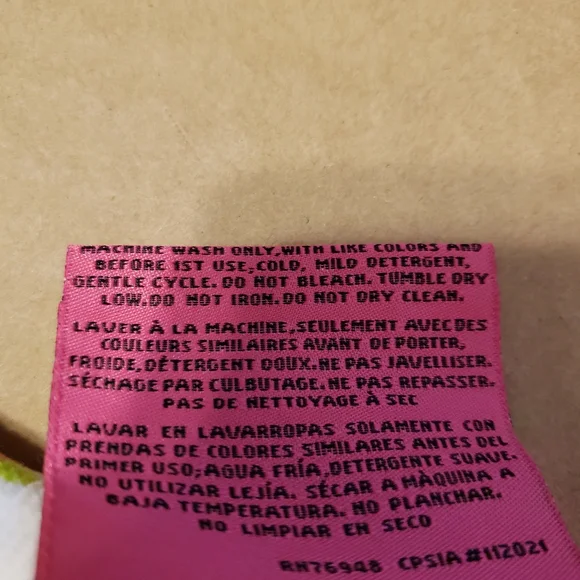 MACHINE WASH ONLY,WITH LIKE COLORS AND
BEFORE 1ST USE,COLD, MILD DETERGENT,
GENTLE CYCLE. DO NOT BLEACH. TUMBLE DRY
LOW.DO NOT IRON.DO NOT DRY CLEAN.
LAVER À LA MACHINE,SEULEMENT AVECDES
COULEURS SIMILAIRES AVANT DE PORTER,
FROIDE,DÉTERGENT DOUX.NE PAS JAVELLISER.
SÉCHAGE PAR CULBUTAGE.NE PAS REPASSER.
PAS DE NETTOYAGE À SEC
LAVAR EN LAVARROPAS SOLAMENTE CON
PRENDAS DE COLORES SIMILARES ANTES DEL
PRIMER USO;AGUA FRÍA,DETERGENTE SUAVE.
NO UTILIZAR LEJÍA. SÉCAR A MÀQUINA A
BAJA TEMPERATURA. NO PLANCHAR.
NO LIMPIAR EN SECO
RN76948 CPSIA#112021